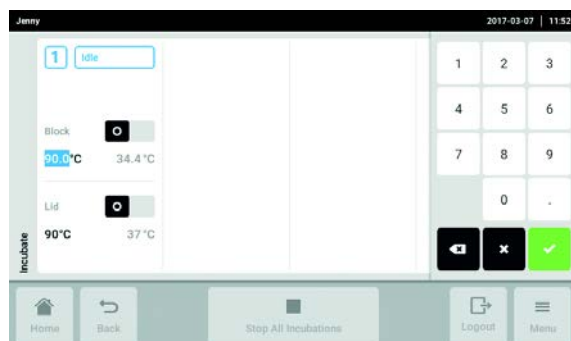 Jenny 2017-03-07 | 11:52
1 Idle
Block
90.0°C 34.4°C
Lid
90°C 37°C
Incubate
1 2 3
4 5 6
7 8 9
0 .
Home Back Stop All Incubations Logout Menu